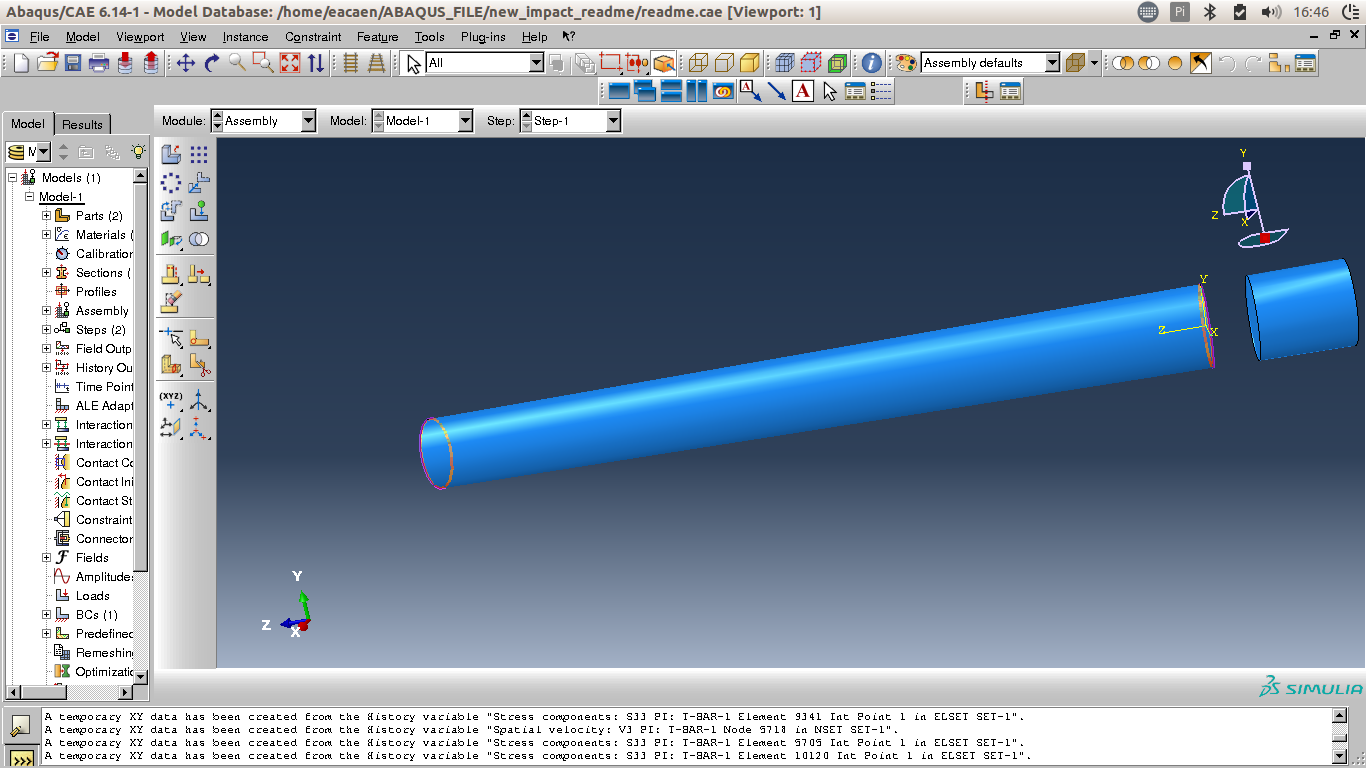 Abaqus/CAE 6.14-1 - Model Database: /home/eacaen/ABAQUS_FILE/new_impact_readme/readme.cae [Viewport: 1]
Pi
16:46
File Model Viewport View Instance Constraint Feature Tools Plug-ins Help
All
Assembly defaults
A
A
Model Results
Module: Assembly Model: Model-1 Step: Step-1
M
Models (1)
Model-1
Parts (2)
Materials (
Calibration
Sections (
Profiles
Assembly
Steps (2)
Field Outp
History Ou
Time Point
ALE Adapt
Interaction
Interaction
Contact Co
Contact Ini
Contact St
Constraint
Connector
Fields
Amplitudes
Loads
BCs (1)
Predefined
Remeshing
Optimizatic
(XYZ)
Y
Z
X
Y
Z
X
Y
Z
X
SIMULIA
A temporary XY data has been created from the History variable "Stress components: S33 PI: T-BAR-1 Element 9341 Int Point 1 in ELSET SET-1".
A temporary XY data has been created from the History variable "Spatial velocity: V3 PI: T-BAR-1 Node 5718 in NSET SET-1".
A temporary XY data has been created from the History variable "Stress components: S33 PI: T-BAR-1 Element 5705 Int Point 1 in ELSET SET-1".
A temporary XY data has been created from the History variable "Stress components: S33 PI: T-BAR-1 Element 10120 Int Point 1 in ELSET SET-1".
>>>